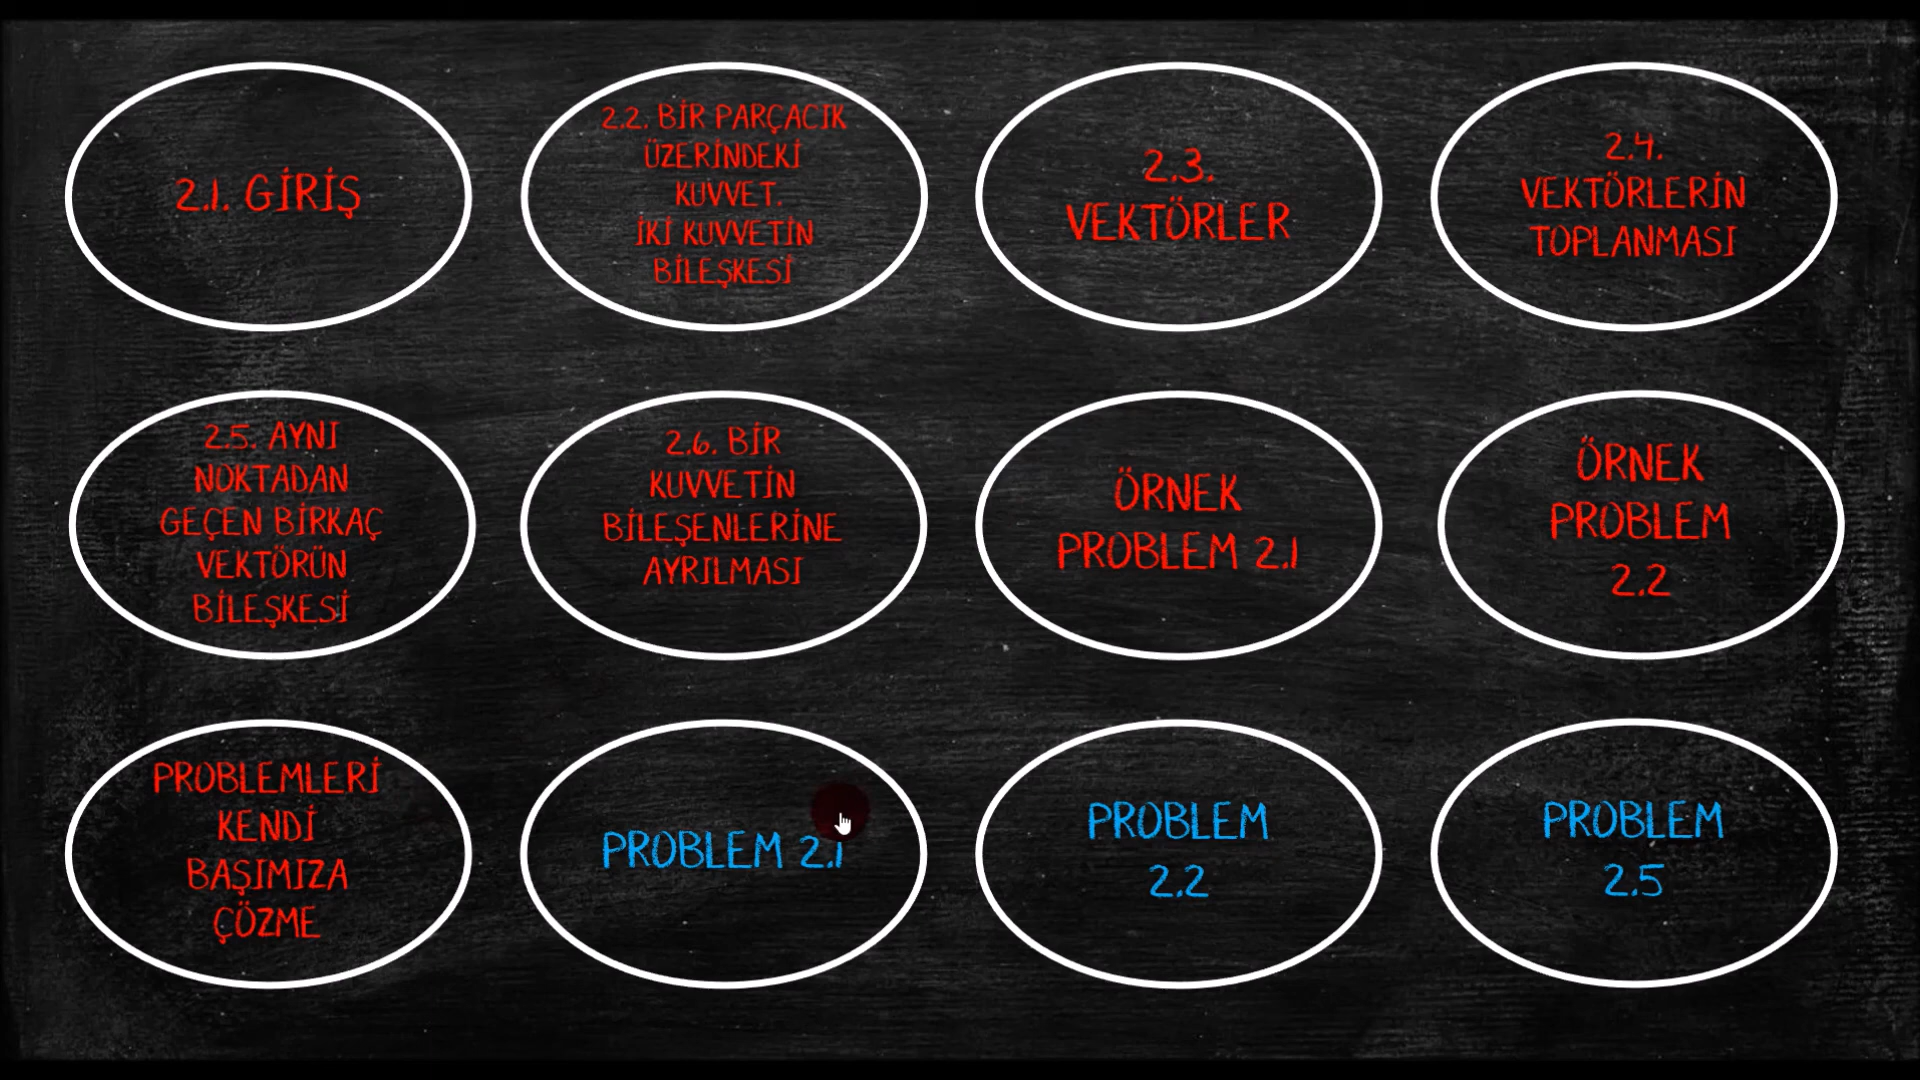 2.1. GİRİŞ
2.2. BİR PARÇACIK
ÜZERİNDEKİ
KUVVET.
İKİ KUVVETİN
BİLEŞKESİ
2.3.
VEKTÖRLER
2.4.
VEKTÖRLERİN
TOPLANMASI
2.5. AYNI
NOKTADAN
GEÇEN BİRKAÇ
VEKTÖRÜN
BİLEŞKESİ
2.6. BİR
KUVVETİN
BİLEŞENLERİNE
AYRILMASI
ÖRNEK
PROBLEM 2.1
ÖRNEK
PROBLEM
2.2
PROBLEMLERİ
KENDİ
BAŞIMIZA
ÇÖZME
PROBLEM 2.1
PROBLEM
2.2
PROBLEM
2.5